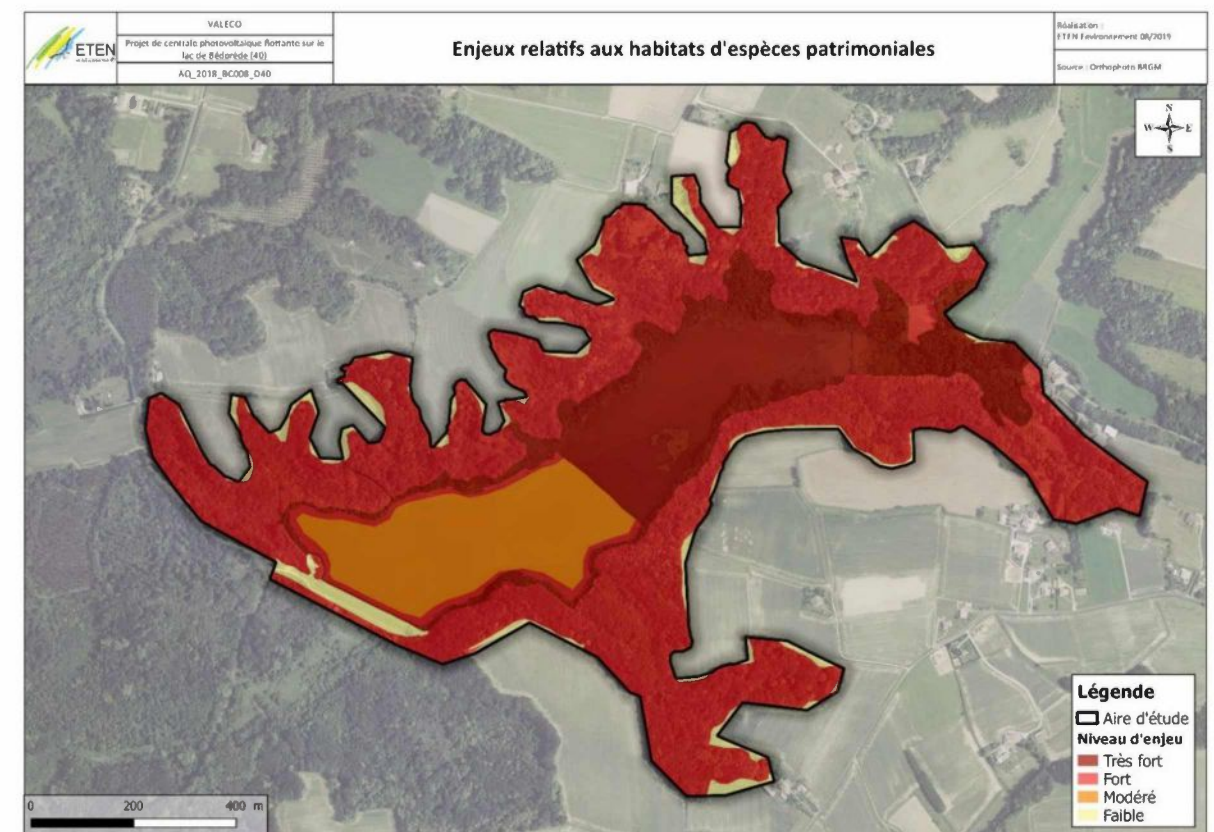 ETEN
VALECO
Projet de centrale photovoltaïque flottante sur le
lac de Bédorède (40)
AQ_2018_BC008_D40
Enjeux relatifs aux habitats d'espèces patrimoniales
Réalisation :
ETEN Environnement 08/2019
Source : Orthophoto BRGM
N
W E
S
Légende
Aire d'étude
Niveau d'enjeu
Très fort
Fort
Modéré
Faible
0 200 400 m